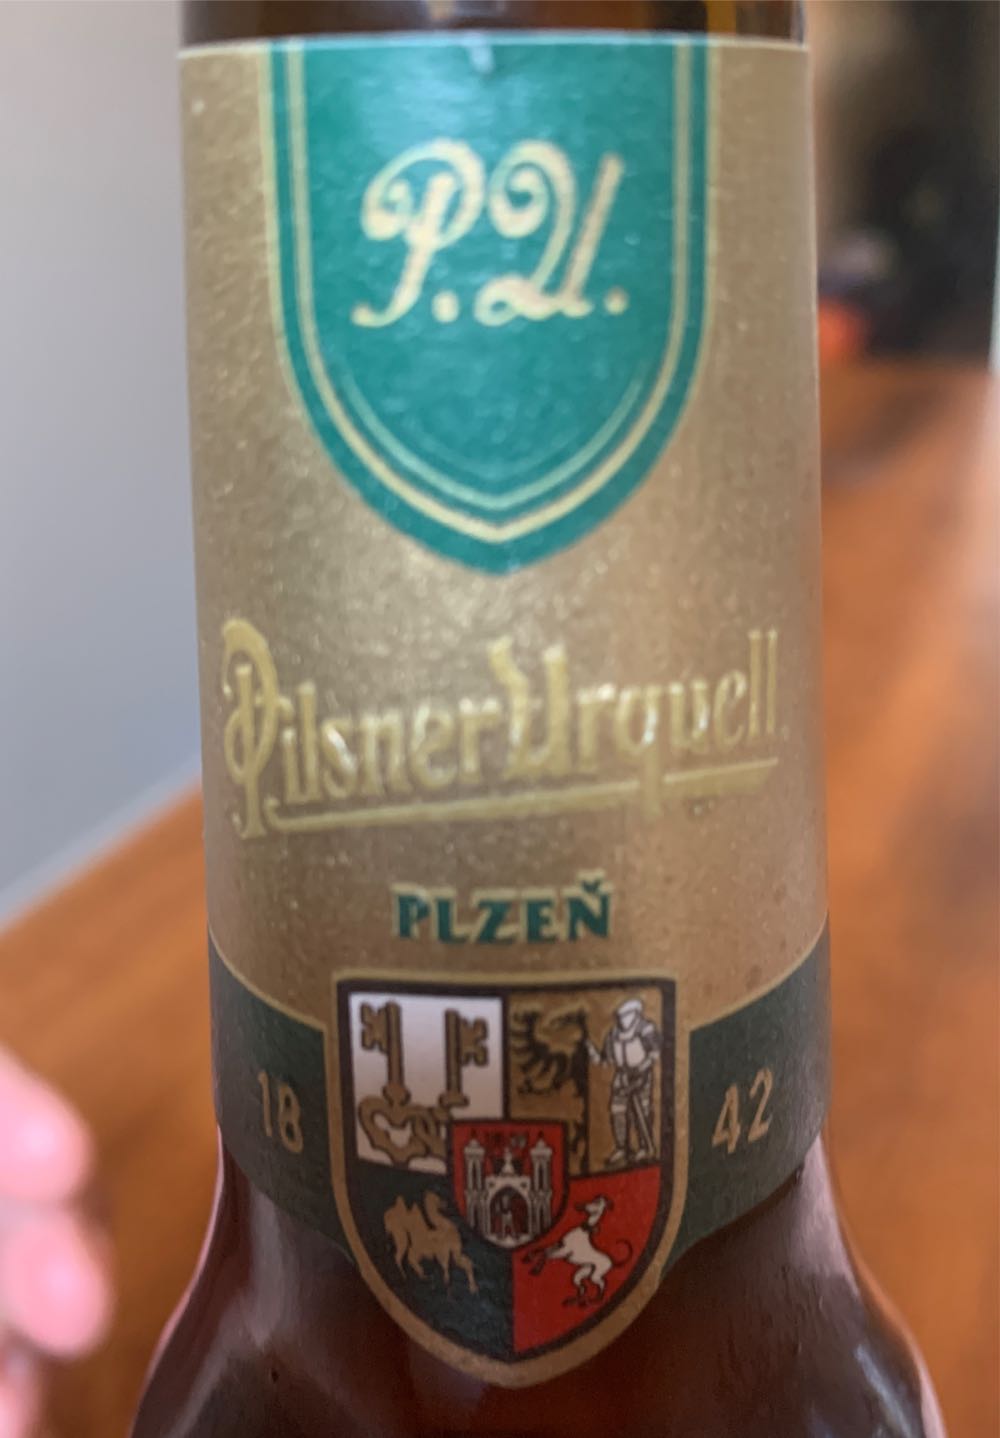 P.U.
Pilsner Urquell
PLZEŇ
18 42